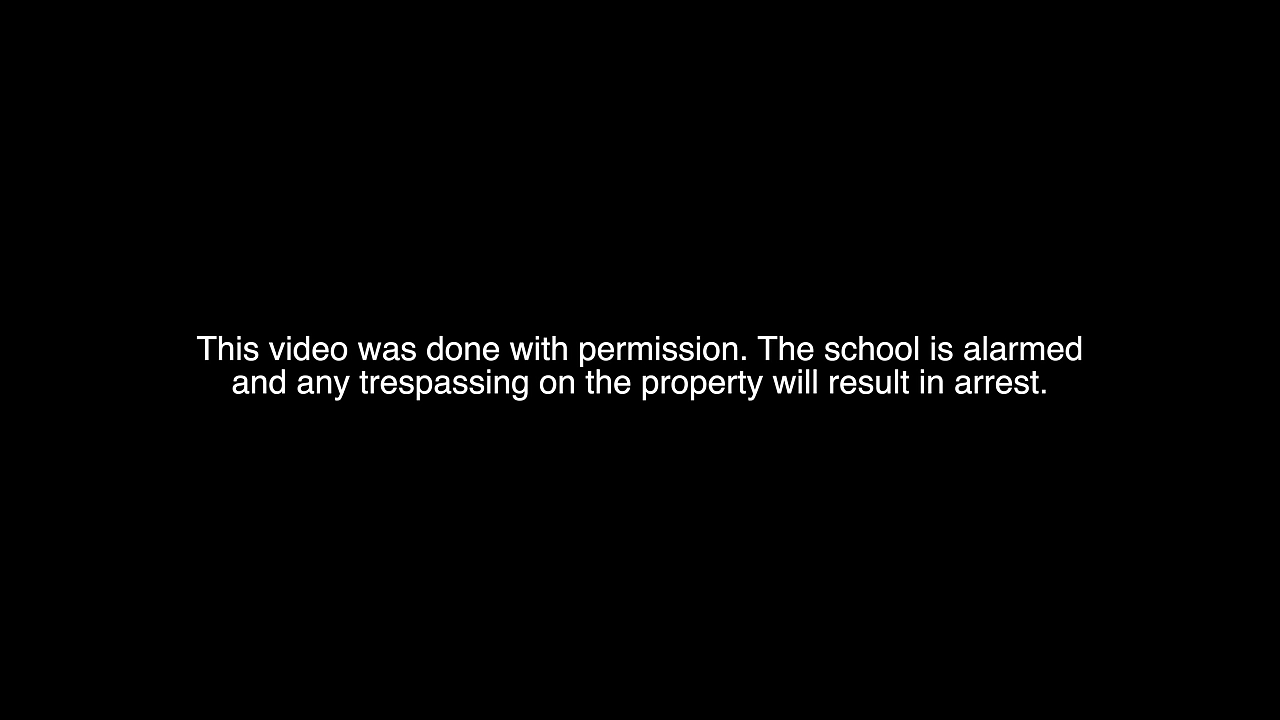 This video was done with permission. The school is alarmed
and any trespassing on the property will result in arrest.